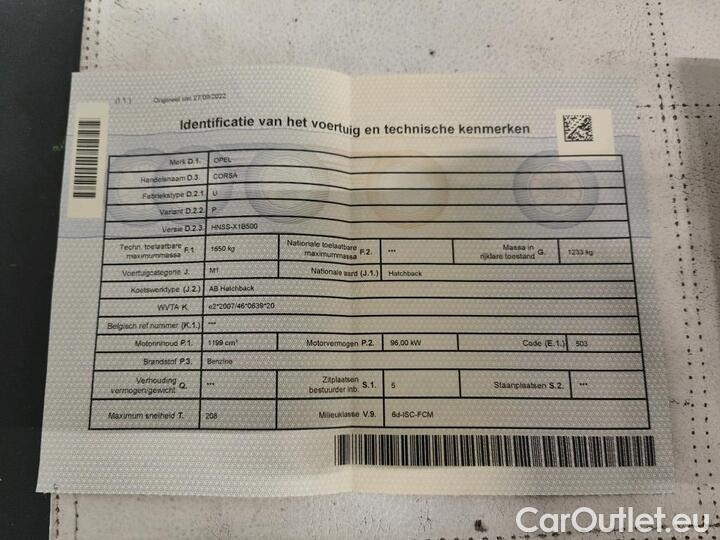 (I.1.) Origineel van 27/09/2022
Identificatie van het voertuig en technische kenmerken
Merk D.1. OPEL
Handelsnaam D.3. CORSA
Fabriekstype D.2.1. U
Variant D.2.2. P
Versie D.2.3. HNSS-X1B500
Techn. toelaatbare maximummassa F.1 1650 kg Nationale toelaatbare maximummassa F.2. *** Massa in rijklare toestand G. 1233 kg
Voertuigcategorie J. M1 Nationale aard (J.1.) Hatchback
Koetswerktype (J.2.) AB Hatchback
WVTA K. e2*2007/46*0639*20
Belgisch ref.nummer (K.1.) ***
Motorinhoud P.1. 1199 cm³ Motorvermogen P.2. 96,00 kW Code (E.1.) 503
Brandstof P.3. Benzine
Verhouding vermogen/gewicht Q. *** Zitplaatsen bestuurder inb. S.1. 5 Staanplaatsen S.2. ***
Maximum snelheid T. 208 Milieuklasse V.9. 6d-ISC-FCM
CarOutlet.eu